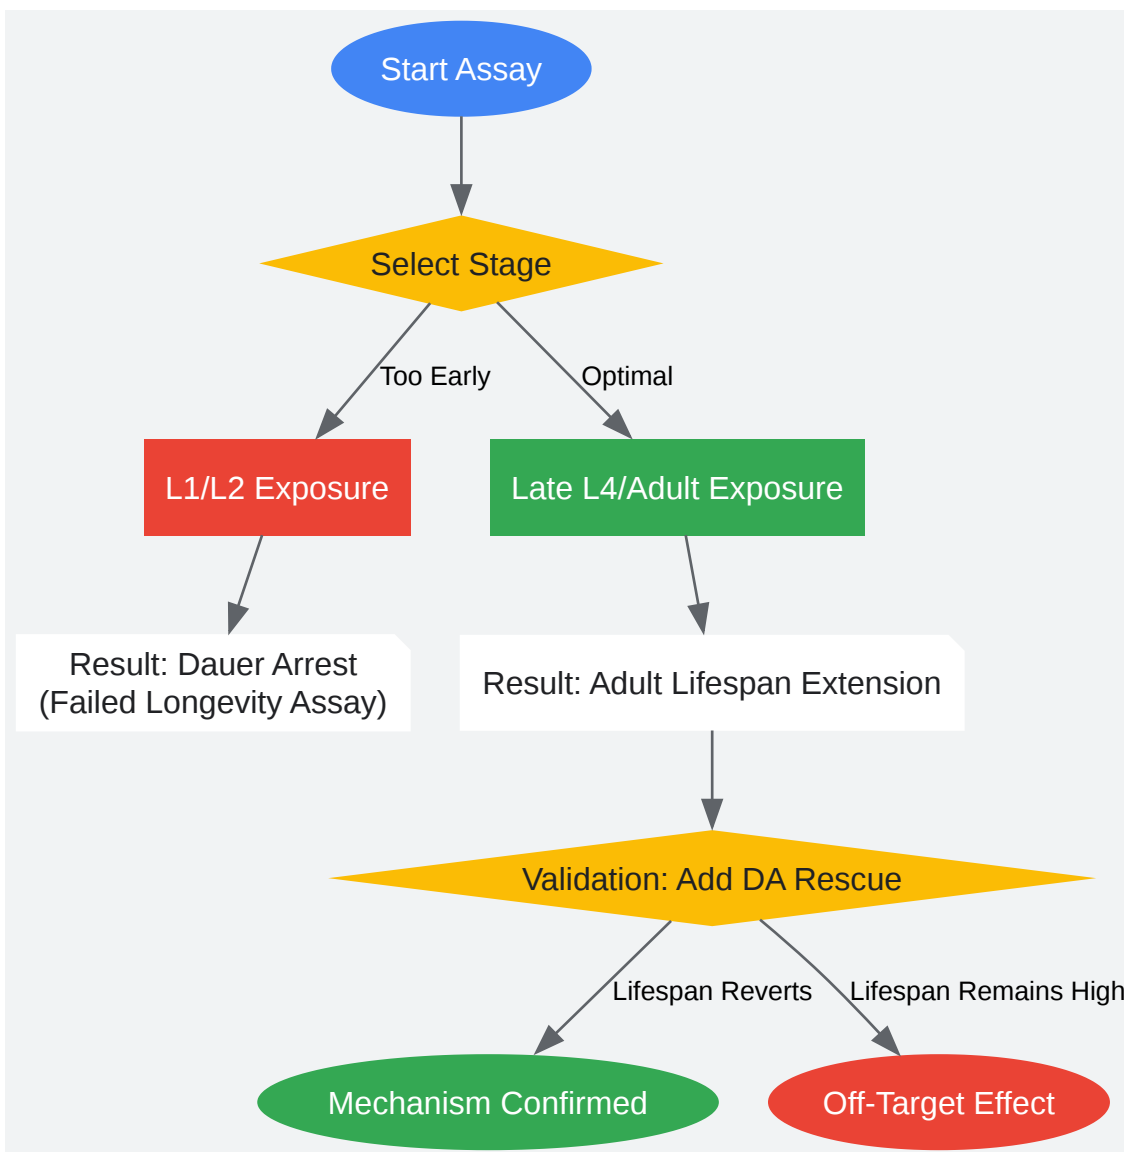 Start Assay
Select Stage
Too Early
Optimal
L1/L2 Exposure
Late L4/Adult Exposure
Result: Dauer Arrest
(Failed Longevity Assay)
Result: Adult Lifespan Extension
Validation: Add DA Rescue
Lifespan Reverts
Lifespan Remains High
Mechanism Confirmed
Off-Target Effect